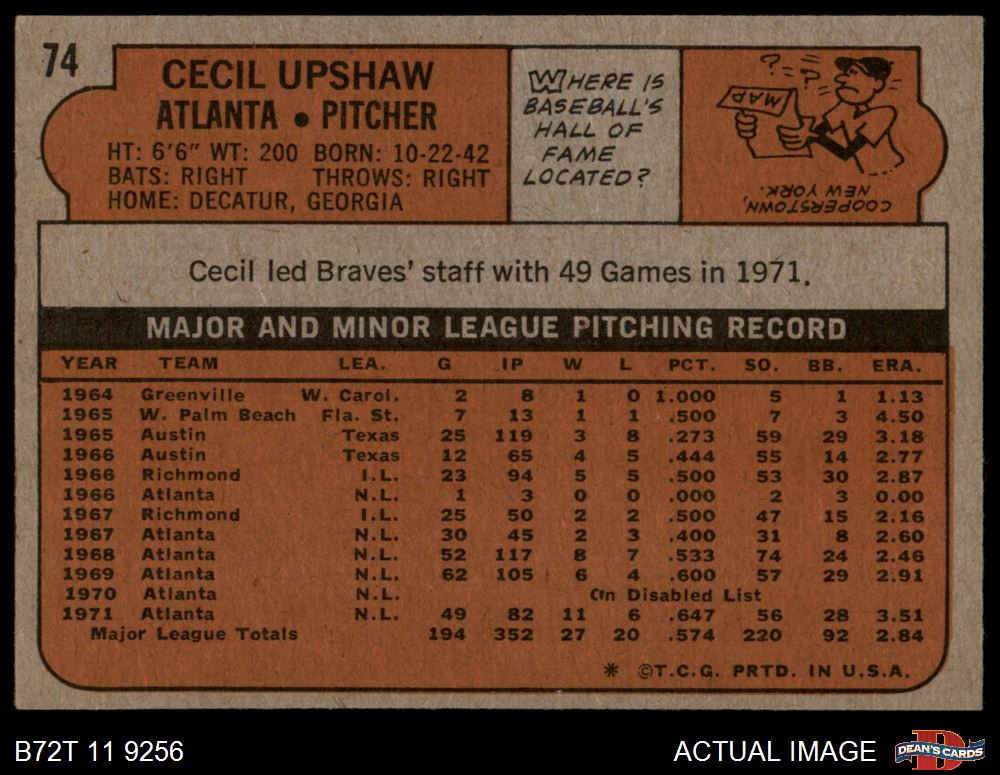 74
CECIL UPSHAW
ATLANTA • PITCHER
HT: 6'6" WT: 200 BORN: 10-22-42
BATS: RIGHT THROWS: RIGHT
HOME: DECATUR, GEORGIA
WHERE IS
BASEBALL'S
HALL OF
FAME
LOCATED?
? ? ? ?
MAP
COOPERSTOWN,
NEW YORK.
Cecil led Braves' staff with 49 Games in 1971.
MAJOR AND MINOR LEAGUE PITCHING RECORD
YEAR TEAM LEA. G IP W L PCT. SO. BB. ERA.
1964 Greenville W. Carol. 2 8 1 0 1.000 5 1 1.13
1965 W. Palm Beach Fla. St. 7 13 1 1 .500 7 3 4.50
1965 Austin Texas 25 119 3 8 .273 59 29 3.18
1966 Austin Texas 12 65 4 5 .444 55 14 2.77
1966 Richmond I.L. 23 94 5 5 .500 53 30 2.87
1966 Atlanta N.L. 1 3 0 0 .000 2 3 0.00
1967 Richmond I.L. 25 50 2 2 .500 47 15 2.16
1967 Atlanta N.L. 30 45 2 3 .400 31 8 2.60
1968 Atlanta N.L. 52 117 8 7 .533 74 24 2.46
1969 Atlanta N.L. 62 105 6 4 .600 57 29 2.91
1970 Atlanta N.L. On Disabled List
1971 Atlanta N.L. 49 82 11 6 .647 56 28 3.51
Major League Totals 194 352 27 20 .574 220 92 2.84
* ©T.C.G. PRTD. IN U.S.A.
B72T 11 9256
ACTUAL IMAGE
DEAN'S CARDS